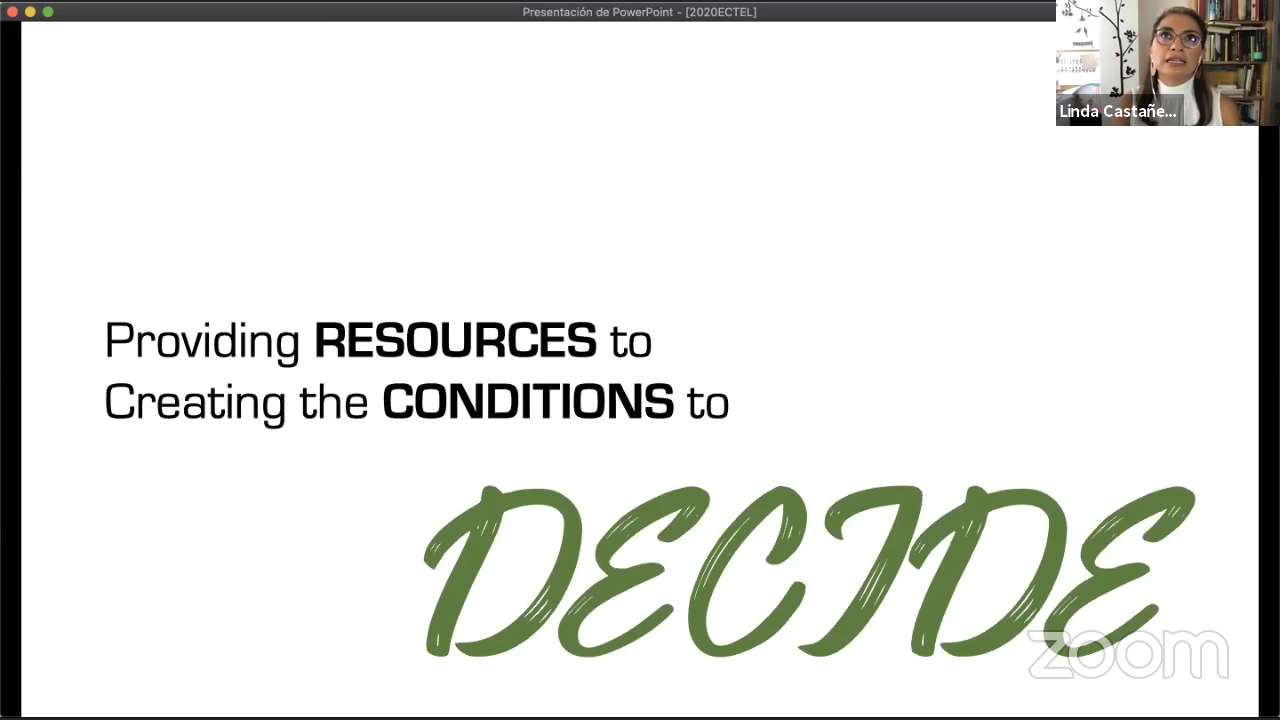 Presentación de PowerPoint - [2020ECTEL]
Linda Castañe...
Providing RESOURCES to
Creating the CONDITIONS to
DECIDE
zoom